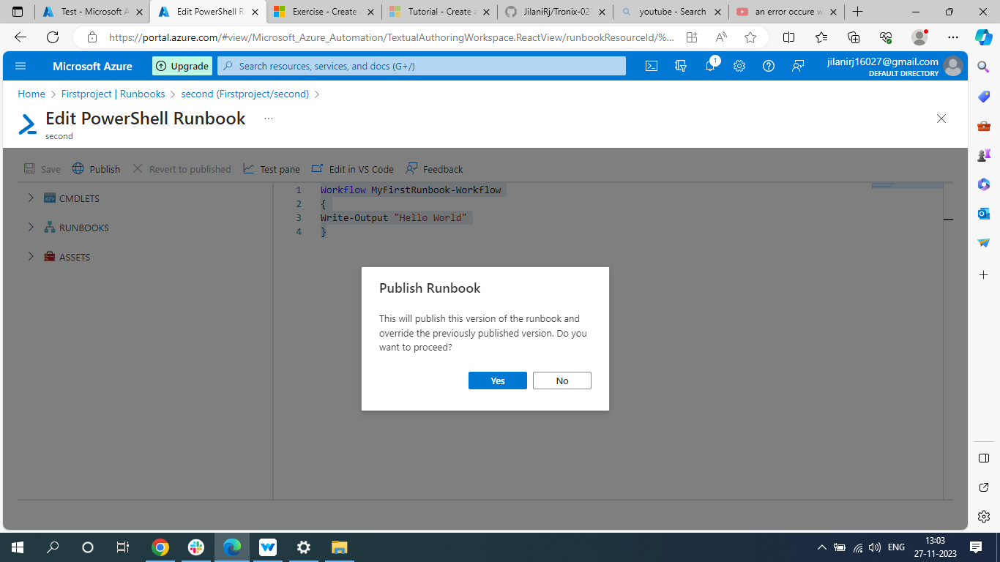 Test - Microsoft A
Edit PowerShell R
Exercise - Create
Tutorial - Create a
JilaniRj/Tronix-02
youtube - Search
an error occure w
https://portal.azure.com/#view/Microsoft_Azure_Automation/TextualAuthoringWorkspace.ReactView/runbookResourceId/%...
Microsoft Azure
Upgrade
Search resources, services, and docs (G+/)
1
jilanirj16027@gmail.com
DEFAULT DIRECTORY
Home > Firstproject | Runbooks > second (Firstproject/second) >
Edit PowerShell Runbook ...
second
Save Publish Revert to published Test pane Edit in VS Code Feedback
CMDLETS
RUNBOOKS
ASSETS
1 Workflow MyFirstRunbook-Workflow
2 {
3 Write-Output "Hello World"
4 }
Publish Runbook
This will publish this version of the runbook and
override the previously published version. Do you
want to proceed?
Yes No
ENG
13:03
27-11-2023